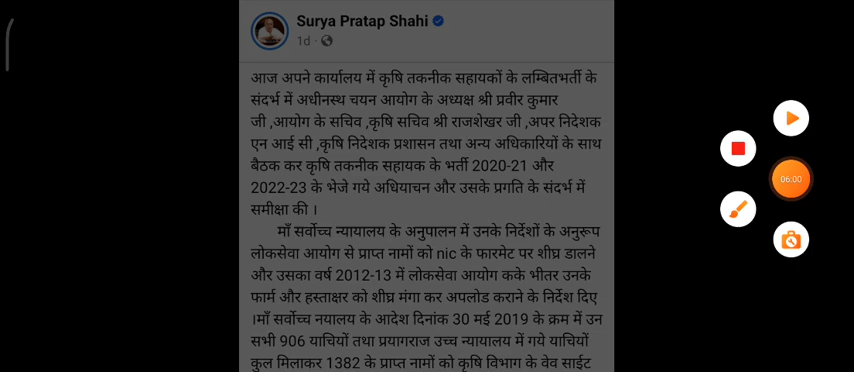 Surya Pratap Shahi
1d ·
आज अपने कार्यालय में कृषि तकनीक सहायकों के लम्बितभर्ती के
संदर्भ में अधीनस्थ चयन आयोग के अध्यक्ष श्री प्रवीर कुमार
जी ,आयोग के सचिव ,कृषि सचिव श्री राजशेखर जी ,अपर निदेशक
एन आई सी ,कृषि निदेशक प्रशासन तथा अन्य अधिकारियों के साथ
बैठक कर कृषि तकनीक सहायक के भर्ती 2020-21 और
2022-23 के भेजे गये अधियाचन और उसके प्रगति के संदर्भ में
समीक्षा की ।
माँ सर्वोच्च न्यायालय के अनुपालन में उनके निर्देशों के अनुरूप
लोकसेवा आयोग से प्राप्त नामों को nic के फारमेट पर शीघ्र डालने
और उसका वर्ष 2012-13 में लोकसेवा आयोग कके भीतर उनके
फार्म और हस्ताक्षर को शीघ्र मंगा कर अपलोड कराने के निर्देश दिए
।माँ सर्वोच्च नयालय के आदेश दिनांक 30 मई 2019 के क्रम में उन
सभी 906 याचियों तथा प्रयागराज उच्च न्यायालय में गये याचियों
कुल मिलाकर 1382 के प्राप्त नामों को कृषि विभाग के वेव साईट
06:00